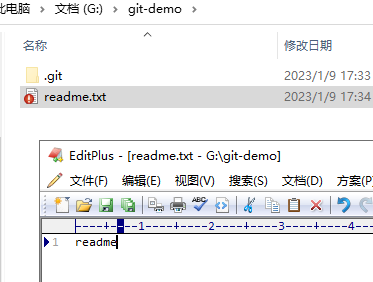 此电脑 › 文档 (G:) › git-demo ›
名称 修改日期
.git 2023/1/9 17:33
readme.txt 2023/1/9 17:34
EditPlus - [readme.txt - G:\git-demo]
文件(F) 编辑(E) 视图(V) 搜索(S) 文档(D) 方案(P)
----+----1----+----2----+----3----+----4
1 readme